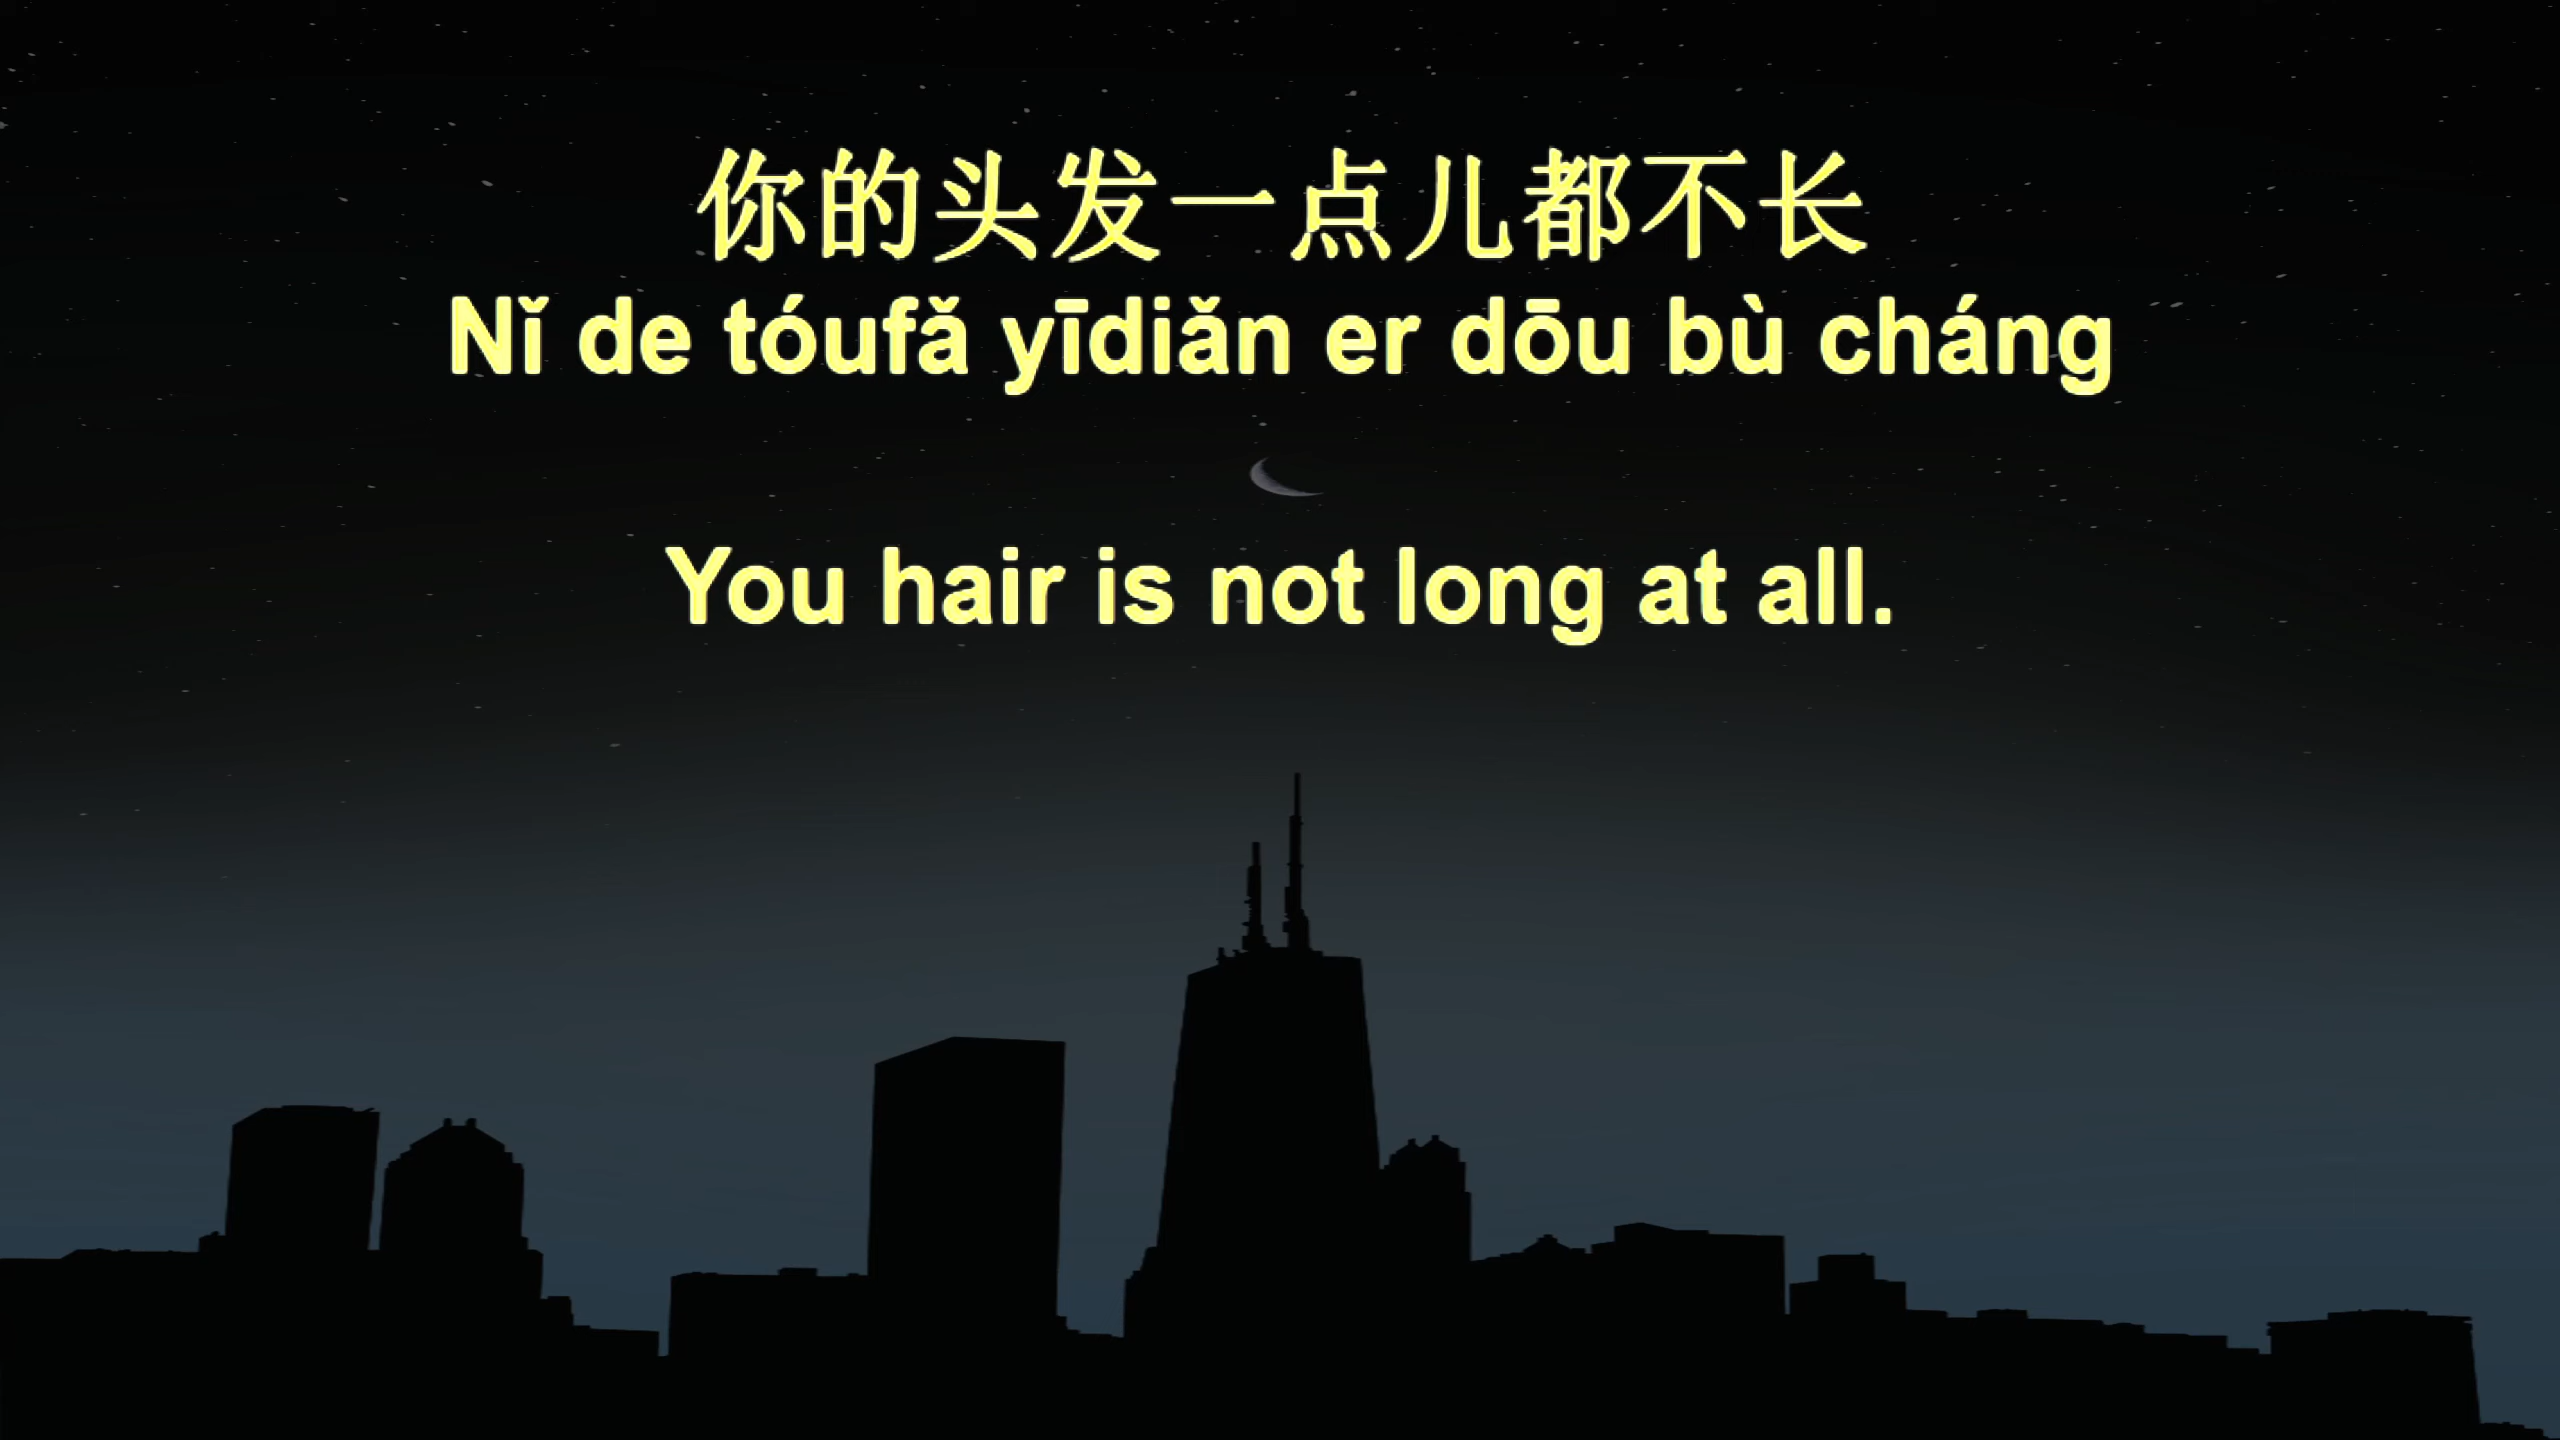 你的头发一点儿都不长
Nǐ de tóufǎ yīdiǎn er dōu bù cháng
You hair is not long at all.